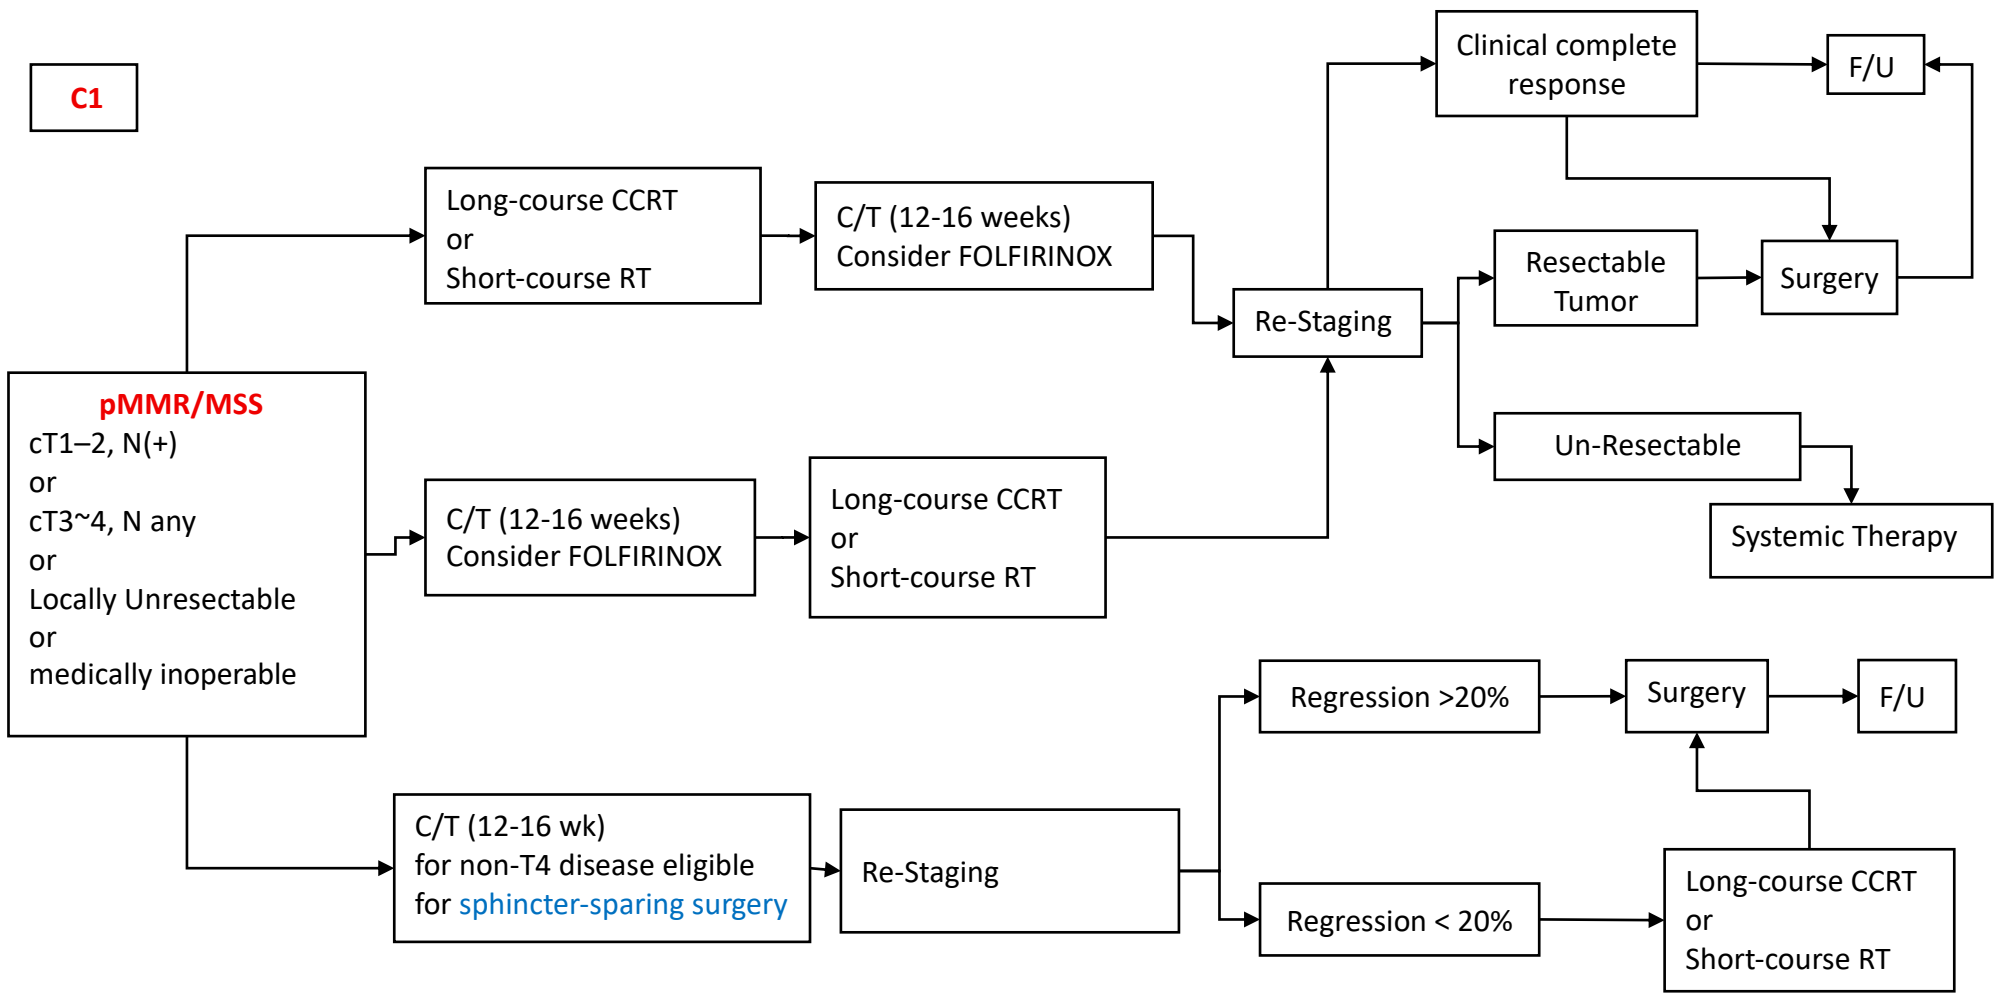 C1
pMMR/MSS
cT1–2, N(+)
or
cT3~4, N any
or
Locally Unresectable
or
medically inoperable
Long-course CCRT
or
Short-course RT
C/T (12-16 weeks)
Consider FOLFIRINOX
C/T (12-16 weeks)
Consider FOLFIRINOX
Long-course CCRT
or
Short-course RT
Re-Staging
Clinical complete
response
F/U
Resectable
Tumor
Surgery
Un-Resectable
Systemic Therapy
C/T (12-16 wk)
for non-T4 disease eligible
for sphincter-sparing surgery
Re-Staging
Regression >20%
Surgery
F/U
Regression < 20%
Long-course CCRT
or
Short-course RT